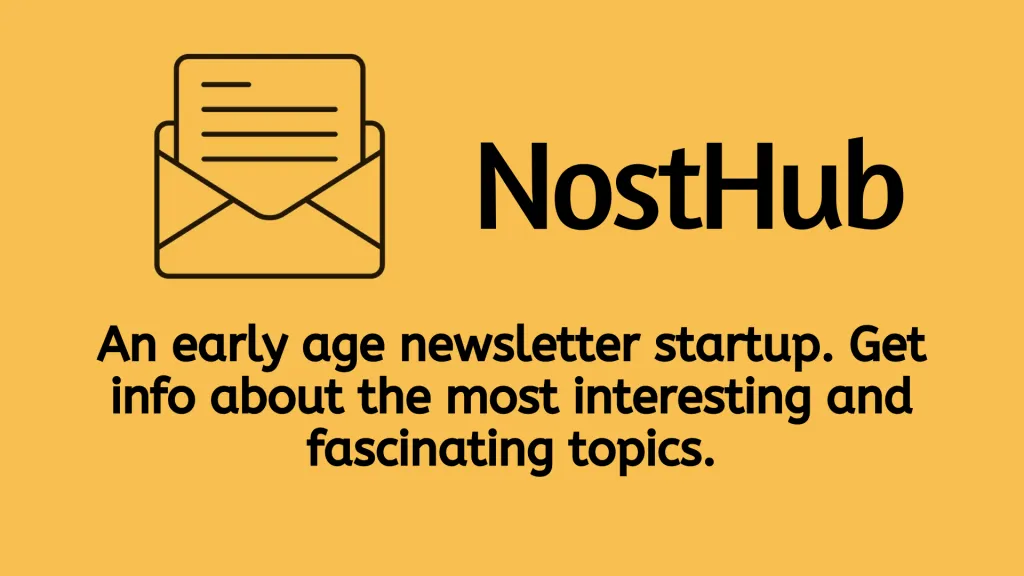 NostHub
An early age newsletter startup. Get
info about the most interesting and
fascinating topics.